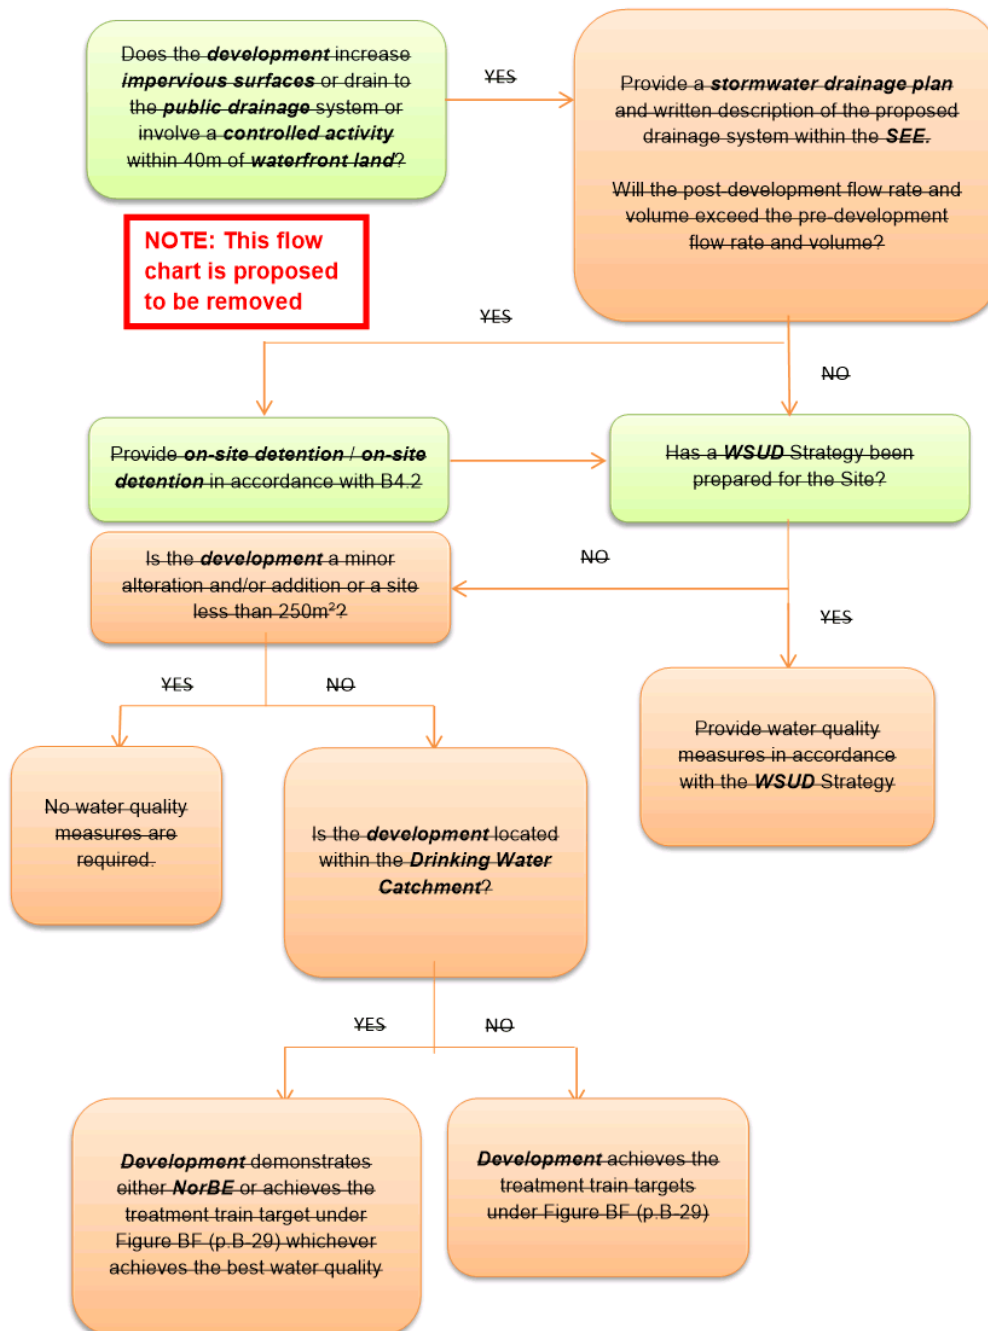 Does the development increase
impervious surfaces or drain to
the public drainage system or
involve a controlled activity
within 40m of waterfront land?
YES
Provide a stormwater drainage plan
and written description of the proposed
drainage system within the SEE.
Will the post-development flow rate and
volume exceed the pre-development
flow rate and volume?
NOTE: This flow
chart is proposed
to be removed
YES
NO
Provide on-site detention / on-site
detention in accordance with B4.2
Has a WSUD Strategy been
prepared for the Site?
Is the development a minor
alteration and/or addition or a site
less than 250m²?
NO
YES
YES
NO
Provide water quality
measures in accordance
with the WSUD Strategy
No water quality
measures are
required.
Is the development located
within the Drinking Water
Catchment?
YES
NO
Development demonstrates
either NorBE or achieves the
treatment train target under
Figure BF (p.B-29) whichever
achieves the best water quality
Development achieves the
treatment train targets
under Figure BF (p.B-29)